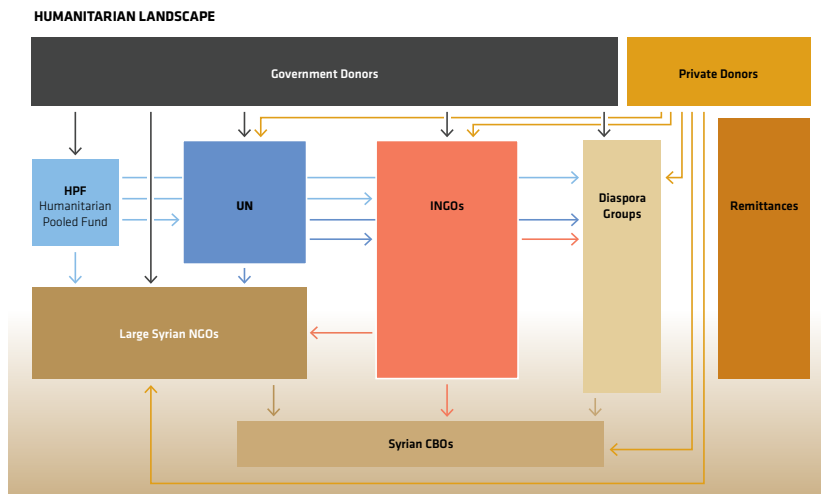 HUMANITARIAN LANDSCAPE
Government Donors
Private Donors
HPF
Humanitarian
Pooled Fund
UN
INGOs
Diaspora
Groups
Remittances
Large Syrian NGOs
Syrian CBOs